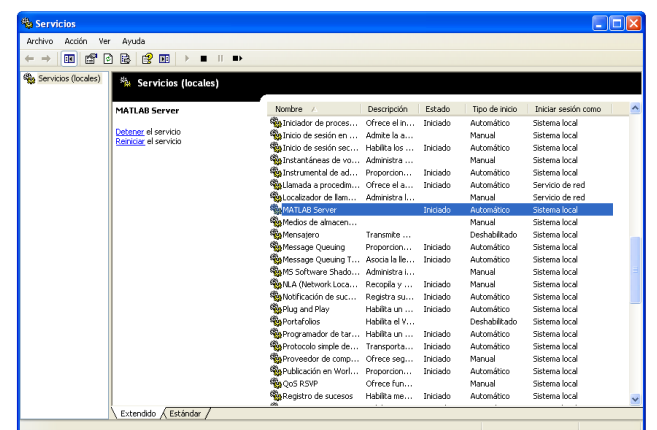 Servicios
Archivo Acción Ver Ayuda
Servicios (locales)
Servicios (locales)
MATLAB Server
Detener el servicio
Reiniciar el servicio
Nombre Descripción Estado Tipo de inicio Iniciar sesión como
Iniciador de proces... Ofrece el in... Iniciado Automático Sistema local
Inicio de sesión en ... Admite la a... Manual Sistema local
Inicio de sesión sec... Habilita los ... Iniciado Automático Sistema local
Instantáneas de vo... Administra ... Manual Sistema local
Instrumental de ad... Proporcion... Iniciado Automático Sistema local
Llamada a procedim... Ofrece el a... Iniciado Automático Servicio de red
Localizador de llam... Administra l... Manual Servicio de red
MATLAB Server Iniciado Automático Sistema local
Medios de almacen... Manual Sistema local
Mensajero Transmite ... Deshabilitado Sistema local
Message Queuing Proporcion... Iniciado Automático Sistema local
Message Queuing T... Asocia la lle... Iniciado Automático Sistema local
MS Software Shado... Administra i... Manual Sistema local
NLA (Network Loca... Recopila y ... Iniciado Manual Sistema local
Notificación de suc... Registra su... Iniciado Automático Sistema local
Plug and Play Habilita un ... Iniciado Automático Sistema local
Portafolios Habilita el V... Deshabilitado Sistema local
Programador de tar... Habilita un ... Iniciado Automático Sistema local
Protocolo simple de... Transporta... Iniciado Automático Sistema local
Proveedor de comp... Ofrece seg... Iniciado Manual Sistema local
Publicación en Worl... Proporcion... Iniciado Automático Sistema local
QoS RSVP Ofrece fun... Manual Sistema local
Registro de sucesos Habilita me... Iniciado Automático Sistema local
Extendido Estándar